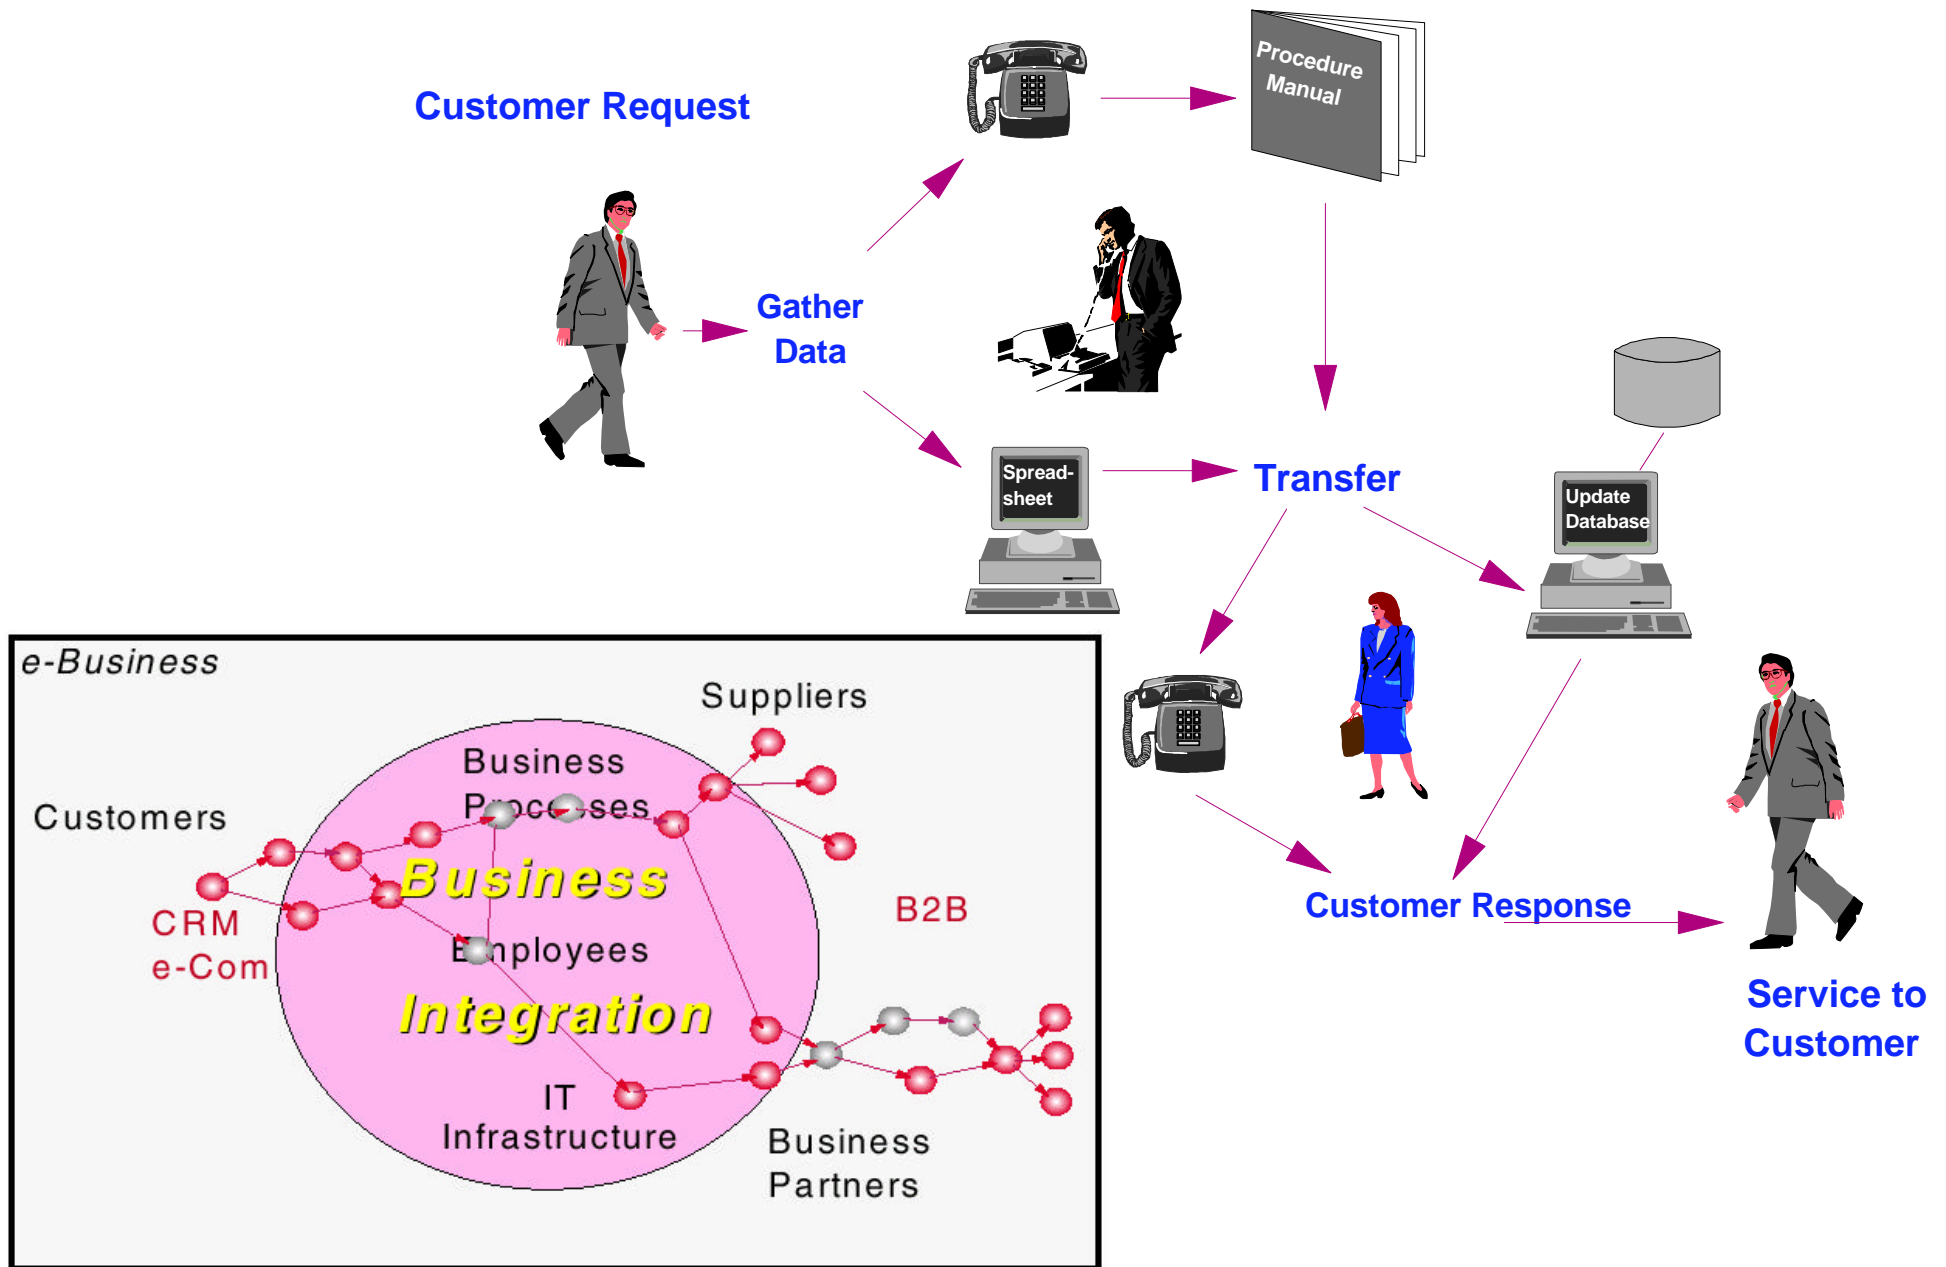 Procedure
Manual
Customer Request
Gather
Data
Spread-
sheet
Transfer
Update
Database
Customer Response
Service to
Customer
e-Business
Suppliers
Business
Processes
Customers
Business
CRM
e-Com
B2B
Employees
Integration
IT
Infrastructure
Business
Partners